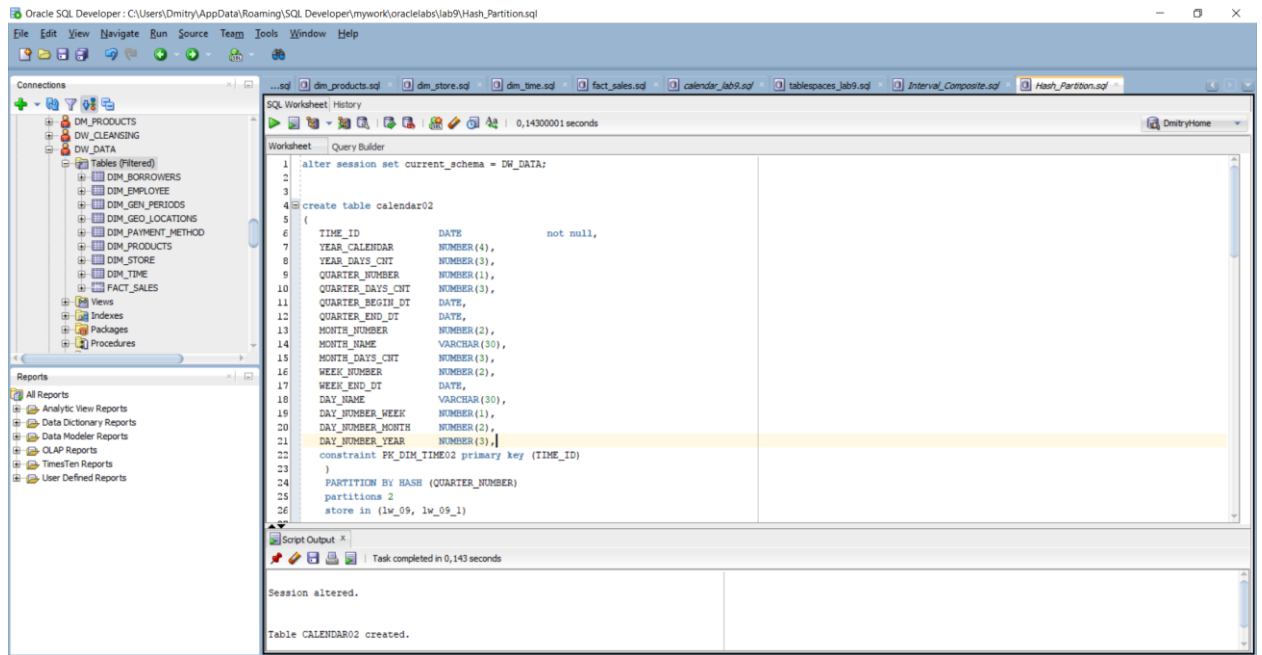 Oracle SQL Developer : C:\Users\Dmitry\AppData\Roaming\SQL Developer\mywork\oraclelabs\lab9\Hash_Partition.sql
File Edit View Navigate Run Source Team Tools Window Help
Connections
DM_PRODUCTS
DW_CLEANSING
DW_DATA
Tables (Filtered)
DIM_BORROWERS
DIM_EMPLOYEE
DIM_GEN_PERIODS
DIM_GEO_LOCATIONS
DIM_PAYMENT_METHOD
DIM_PRODUCTS
DIM_STORE
DIM_TIME
FACT_SALES
Views
Indexes
Packages
Procedures
Reports
All Reports
Analytic View Reports
Data Dictionary Reports
Data Modeler Reports
OLAP Reports
TimesTen Reports
User Defined Reports
...sql dim_products.sql dim_store.sql dim_time.sql fact_sales.sql calendar_lab9.sql tablespaces_lab9.sql Interval_Composite.sql Hash_Partition.sql
SQL Worksheet History
0,14300001 seconds DmitryHome
Worksheet Query Builder
1 alter session set current_schema = DW_DATA;
2
3
4 create table calendar02
5 (
6 TIME_ID DATE not null,
7 YEAR_CALENDAR NUMBER(4),
8 YEAR_DAYS_CNT NUMBER(3),
9 QUARTER_NUMBER NUMBER(1),
10 QUARTER_DAYS_CNT NUMBER(3),
11 QUARTER_BEGIN_DT DATE,
12 QUARTER_END_DT DATE,
13 MONTH_NUMBER NUMBER(2),
14 MONTH_NAME VARCHAR(30),
15 MONTH_DAYS_CNT NUMBER(3),
16 WEEK_NUMBER NUMBER(2),
17 WEEK_END_DT DATE,
18 DAY_NAME VARCHAR(30),
19 DAY_NUMBER_WEEK NUMBER(1),
20 DAY_NUMBER_MONTH NUMBER(2),
21 DAY_NUMBER_YEAR NUMBER(3),
22 constraint PK_DIM_TIME02 primary key (TIME_ID)
23 )
24 PARTITION BY HASH (QUARTER_NUMBER)
25 partitions 2
26 store in (lw_09, lw_09_1)
Script Output
Task completed in 0,143 seconds
Session altered.
Table CALENDAR02 created.